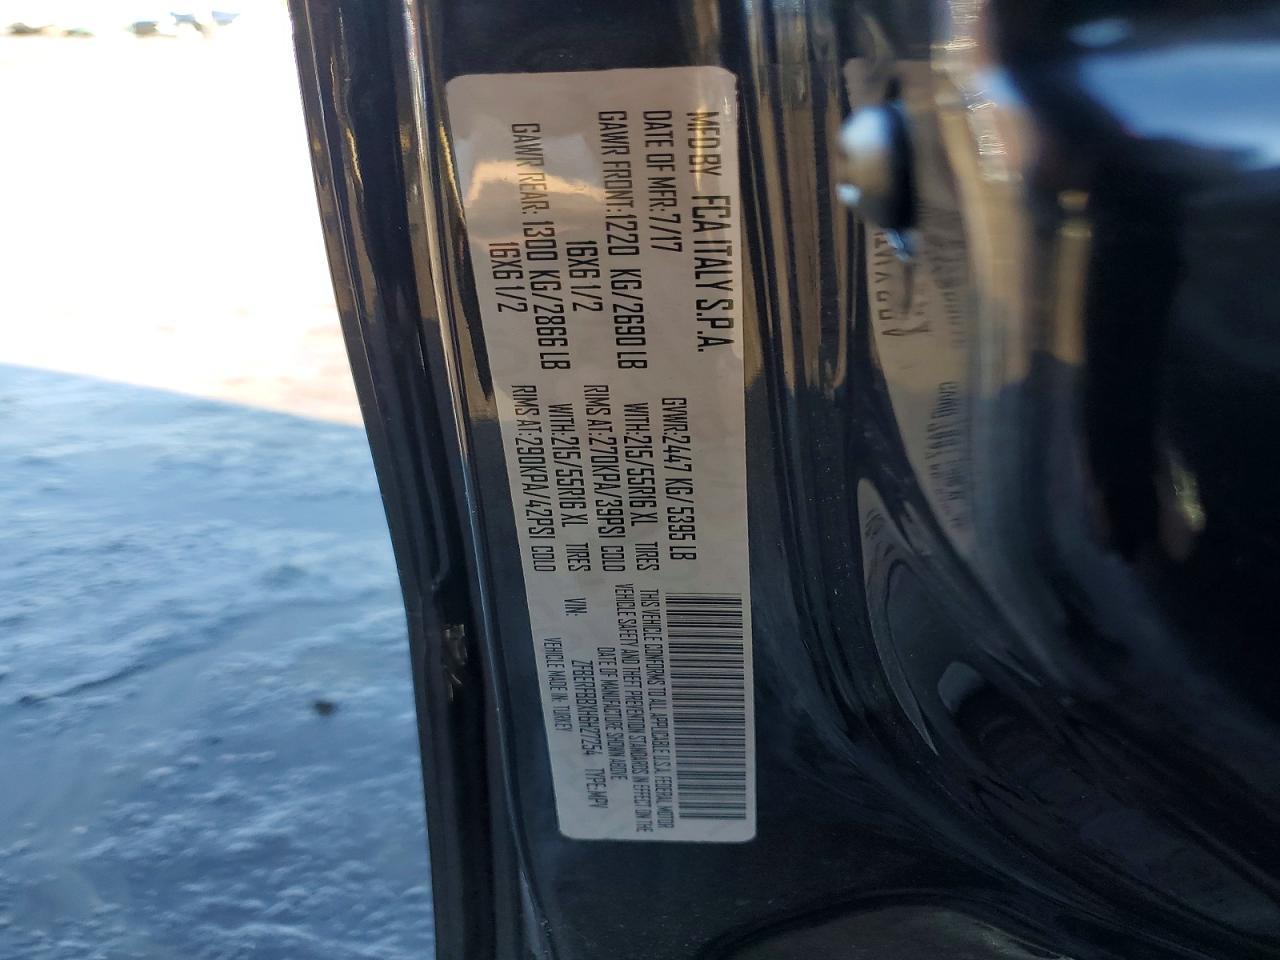 MFD BY FCA ITALY S.P.A.
DATE OF MFR: 7/17 GVWR: 2447 KG/5395 LB
GAWR FRONT: 1220 KG/2690 LB WITH: 215/55R16 XL TIRES
16X6 1/2 RIMS AT: 270KPA/39PSI COLD
GAWR REAR: 1300 KG/2866 LB WITH: 215/55R16 XL TIRES
16X6 1/2 RIMS AT: 290KPA/42PSI COLD
THIS VEHICLE CONFORMS TO ALL APPLICABLE U.S.A. FEDERAL MOTOR
VEHICLE SAFETY AND THEFT PREVENTION STANDARDS IN EFFECT ON THE
DATE OF MANUFACTURE SHOWN ABOVE
VIN: TYPE: MPV
VEHICLE MADE IN: TURKEY